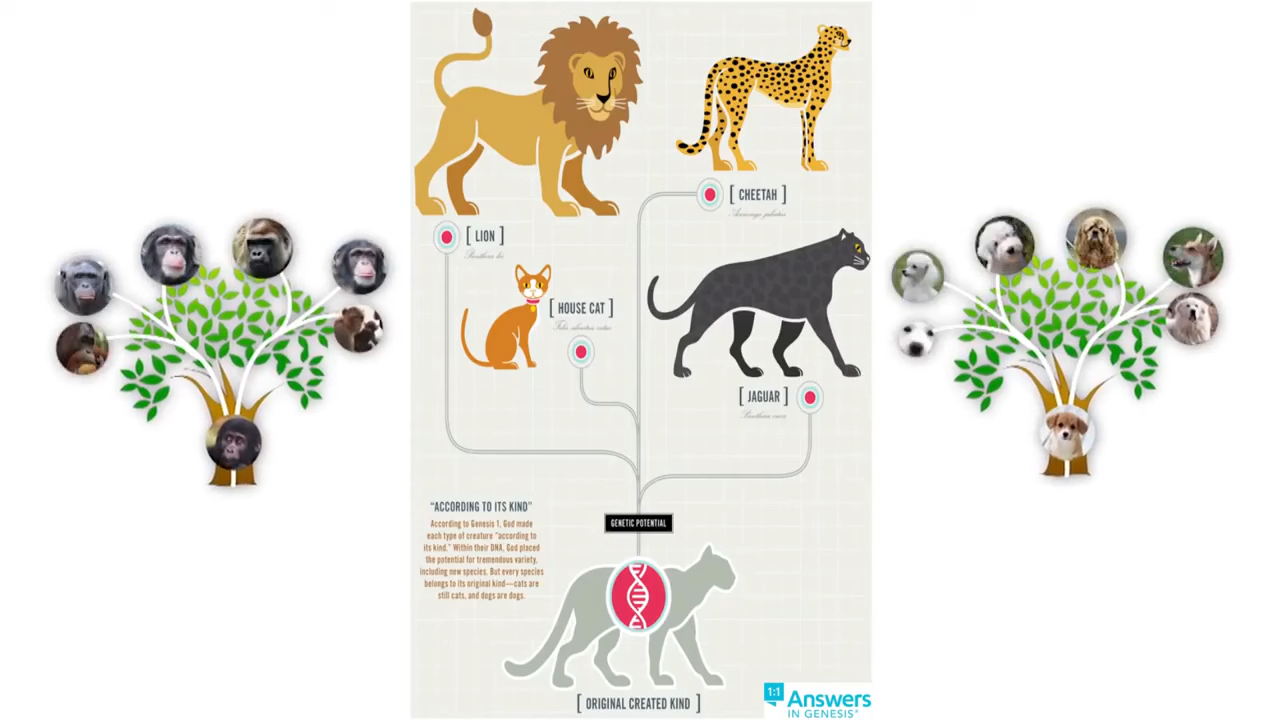 [ CHEETAH ]
[ LION ]
[ HOUSE CAT ]
[ JAGUAR ]
"ACCORDING TO ITS KIND"
According to Genesis 1, God made
each type of creature "according to
its kind." Within their DNA, God placed
the potential for tremendous variety,
including new species. But every species
belongs to its original kind—cats are
still cats, and dogs are dogs.
GENETIC POTENTIAL
[ ORIGINAL CREATED KIND ]
1:1 Answers
IN GENESIS®